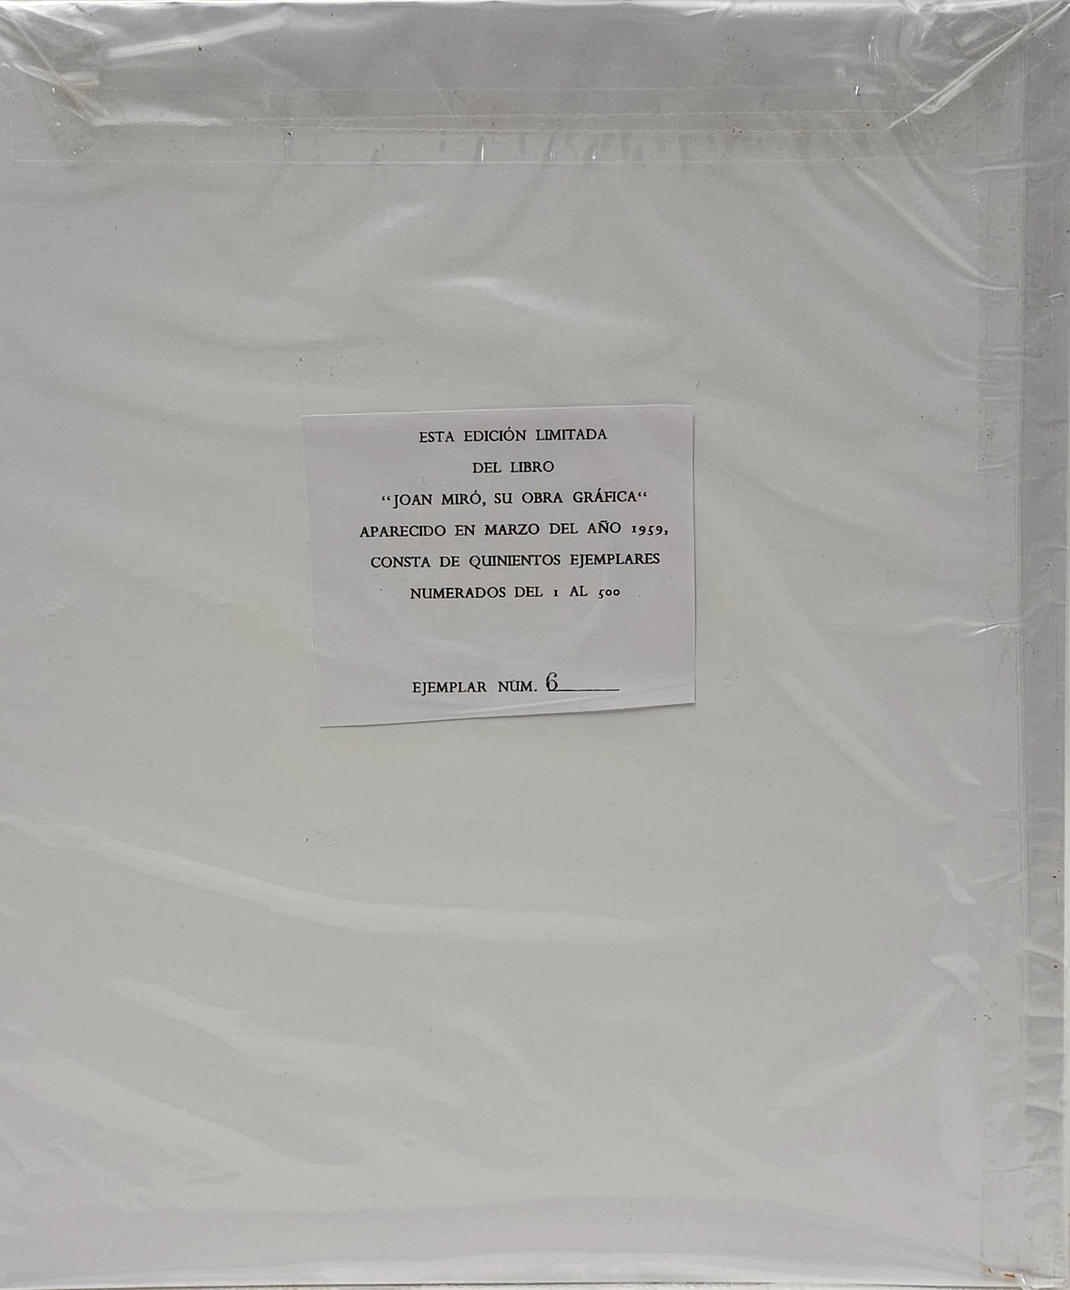 ESTA EDICIÓN LIMITADA
DEL LIBRO
“JOAN MIRÓ, SU OBRA GRÁFICA“
APARECIDO EN MARZO DEL AÑO 1959,
CONSTA DE QUINIENTOS EJEMPLARES
NUMERADOS DEL 1 AL 500
EJEMPLAR NÚM. 6